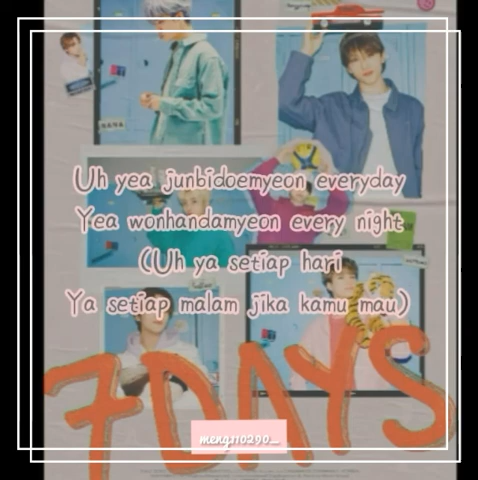 Uh yea junbidoemyeon everyday
Yea wonhandamyeon every night
(Uh ya setiap hari
Ya setiap malam jika kamu mau)
7DAYS
meng110290_